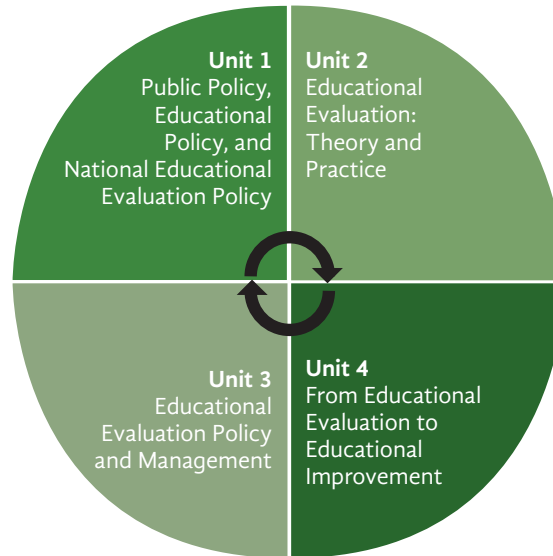 Unit 1
Public Policy,
Educational
Policy, and
National Educational
Evaluation Policy
Unit 2
Educational
Evaluation:
Theory and
Practice
Unit 3
Educational
Evaluation Policy
and Management
Unit 4
From Educational
Evaluation to
Educational
Improvement